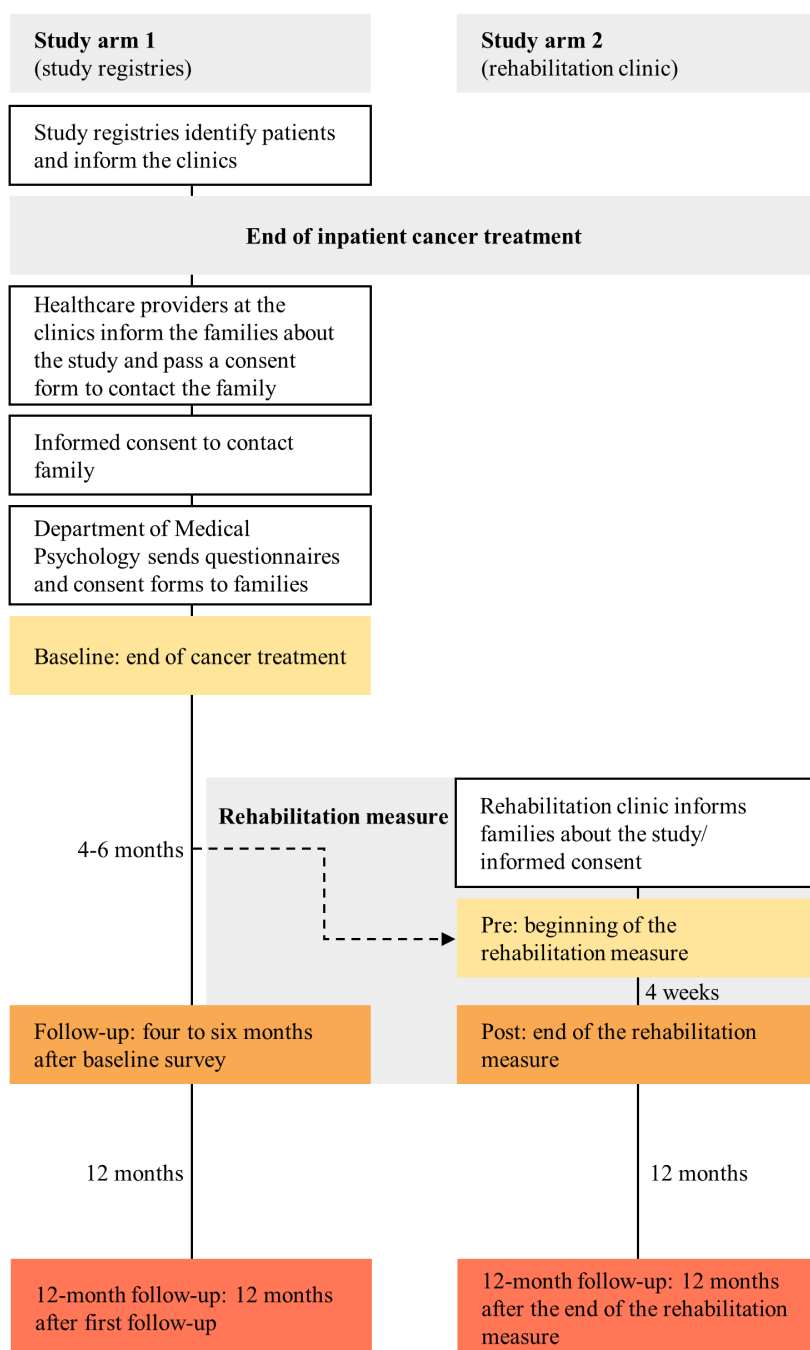 Study arm 1
(study registries)
Study arm 2
(rehabilitation clinic)
Study registries identify patients
and inform the clinics
End of inpatient cancer treatment
Healthcare providers at the
clinics inform the families about
the study and pass a consent
form to contact the family
Informed consent to contact
family
Department of Medical
Psychology sends questionnaires
and consent forms to families
Baseline: end of cancer treatment
Rehabilitation measure
Rehabilitation clinic informs
families about the study/
informed consent
4-6 months
Pre: beginning of the
rehabilitation measure
4 weeks
Follow-up: four to six months
after baseline survey
Post: end of the rehabilitation
measure
12 months
12 months
12-month follow-up: 12 months
after first follow-up
12-month follow-up: 12 months
after the end of the rehabilitation
measure